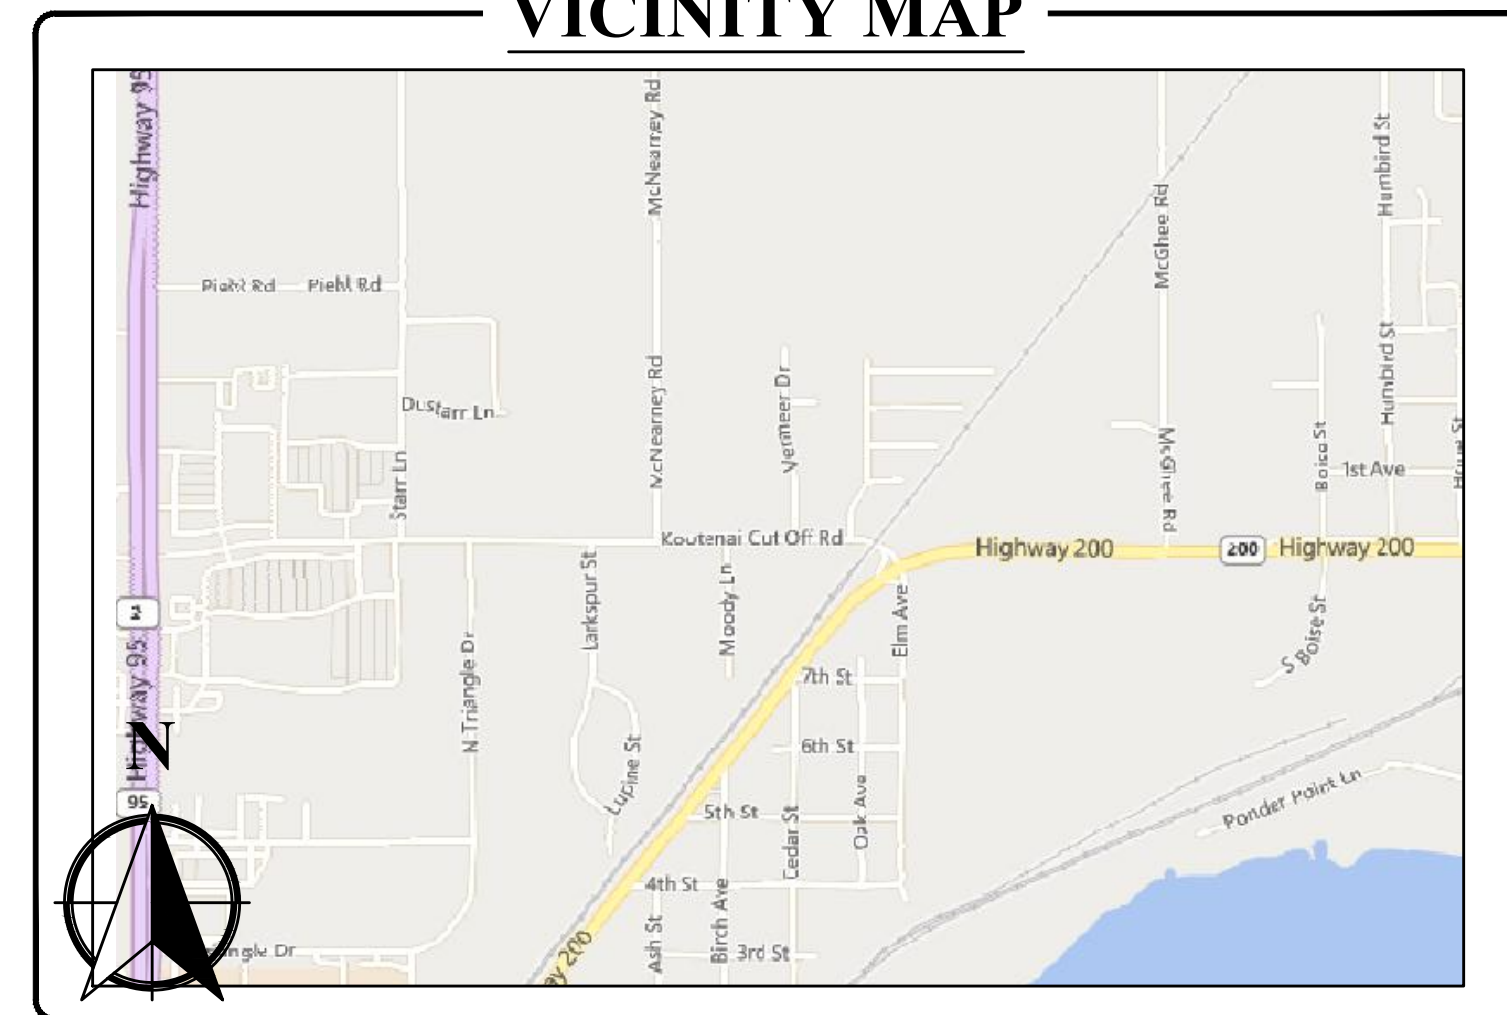 VICINITY MAP
Highway 95
McNearney Rd
Humbird St
McGhee Rd
Piehl Rd
Piehl Rd
Humbird St
McNearney Rd
Vermeer Dr
Dustarr Ln
Starr Ln
McGhee Rd
Boise St
1st Ave
Kootenai Cut Off Rd
Highway 200
200
Highway 200
Larkspur St
Moody Ln
Elm Ave
S Boise St
Highway 95
N Triangle Dr
7th St
6th St
N
Lupine St
95
5th St
Cedar St
Oak Ave
Ponder Point Ln
4th St
Ash St
Birch Ave
3rd St
Dr
200